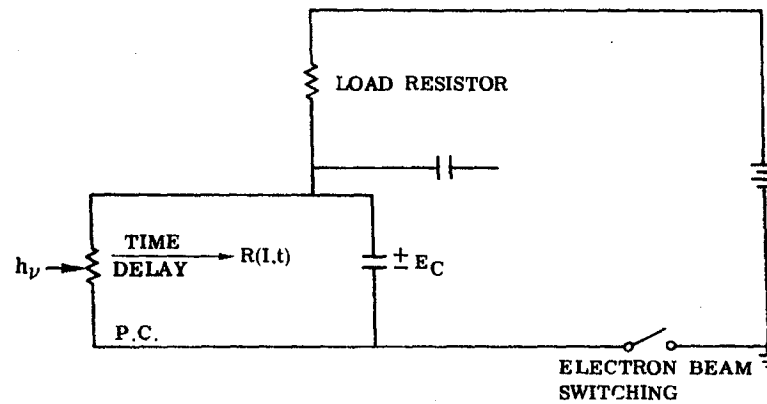 LOAD RESISTOR
TIME
DELAY
R(I,t)
hν
± E_C
P.C.
ELECTRON BEAM
SWITCHING